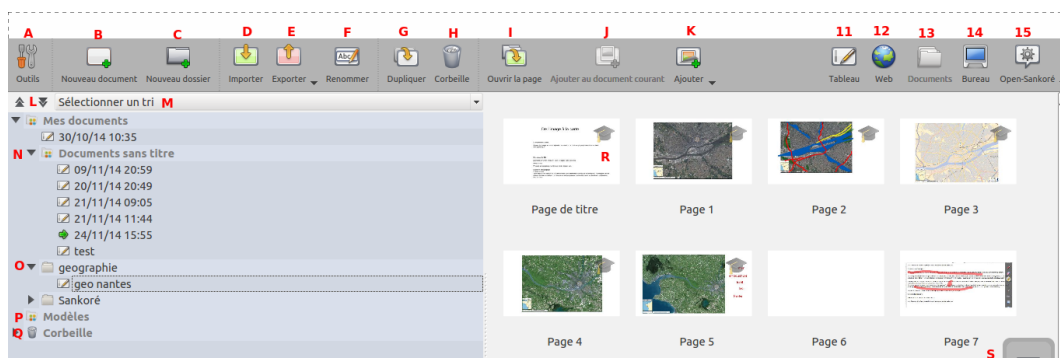 A B C D E F G H I J K 11 12 13 14 15
Outils Nouveau document Nouveau dossier Importer Exporter Renommer Dupliquer Corbeille Ouvrir la page Ajouter au document courant Ajouter Tableau Web Documents Bureau Open-Sankoré
L Sélectionner un tri M
Mes documents
30/10/14 10:35
N Documents sans titre
09/11/14 20:59
20/11/14 20:49
21/11/14 09:05
21/11/14 11:44
24/11/14 15:55
test
O geographie
geo nantes
Sankoré
P Modèles
Q Corbeille
De l'image à la carte
R
Page de titre Page 1 Page 2 Page 3
Page 4 Page 5 Page 6 Page 7
S